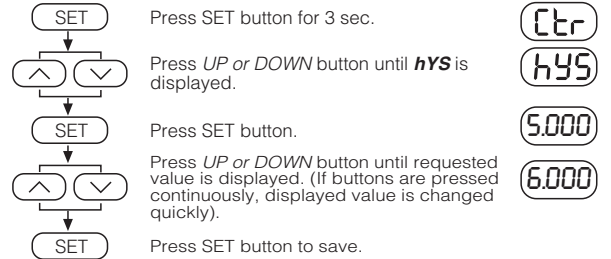 SET
Press SET button for 3 sec.
Ctr
Press UP or DOWN button until hYS is
displayed.
hYS
SET
Press SET button.
5.000
Press UP or DOWN button until requested
value is displayed. (If buttons are pressed
continuously, displayed value is changed
quickly).
6.000
SET
Press SET button to save.